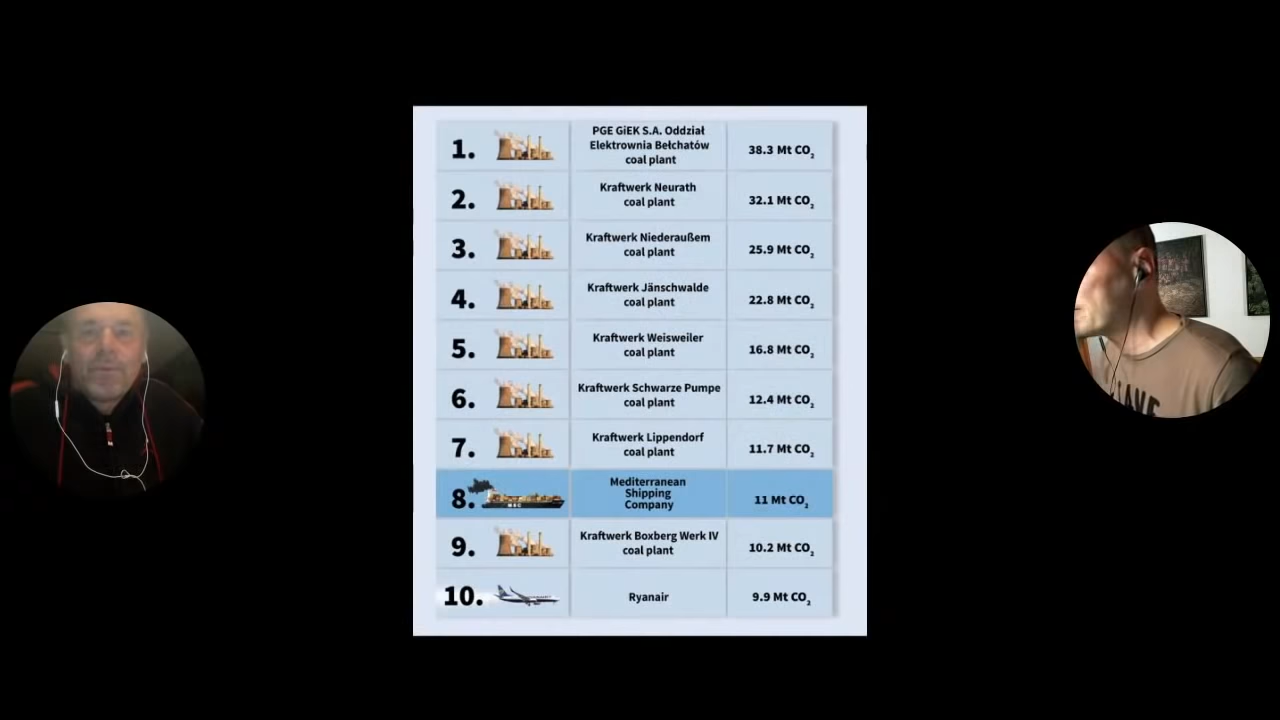 1.
PGE GiEK S.A. Oddział
Elektrownia Bełchatów
coal plant
38.3 Mt CO₂
2.
Kraftwerk Neurath
coal plant
32.1 Mt CO₂
3.
Kraftwerk Niederaußem
coal plant
25.9 Mt CO₂
4.
Kraftwerk Jänschwalde
coal plant
22.8 Mt CO₂
5.
Kraftwerk Weisweiler
coal plant
16.8 Mt CO₂
6.
Kraftwerk Schwarze Pumpe
coal plant
12.4 Mt CO₂
7.
Kraftwerk Lippendorf
coal plant
11.7 Mt CO₂
8.
MSC
Mediterranean
Shipping
Company
11 Mt CO₂
9.
Kraftwerk Boxberg Werk IV
coal plant
10.2 Mt CO₂
10.
Ryanair
9.9 Mt CO₂